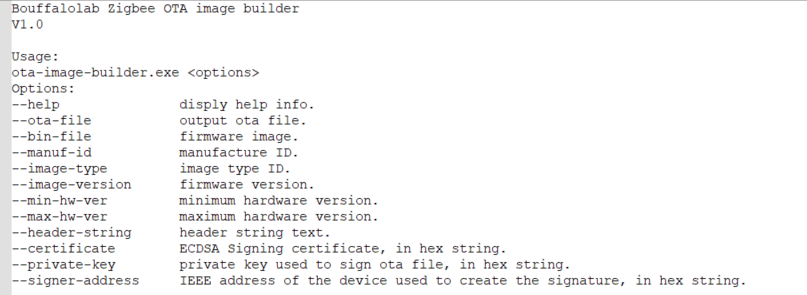 Bouffalolab Zigbee OTA image builder
V1.0

Usage:
ota-image-builder.exe <options>
Options:
--help               disply help info.
--ota-file           output ota file.
--bin-file           firmware image.
--manuf-id           manufacture ID.
--image-type         image type ID.
--image-version      firmware version.
--min-hw-ver         minimum hardware version.
--max-hw-ver         maximum hardware version.
--header-string      header string text.
--certificate        ECDSA Signing certificate, in hex string.
--private-key        private key used to sign ota file, in hex string.
--signer-address     IEEE address of the device used to create the signature, in hex string.